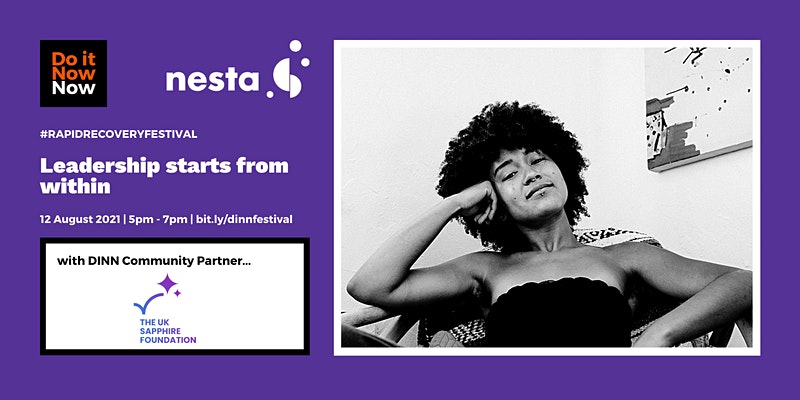 Do it
Now
Now
nesta
#RAPIDRECOVERYFESTIVAL
Leadership starts from
within
12 August 2021 | 5pm - 7pm | bit.ly/dinnfestival
with DINN Community Partner...
THE UK
SAPPHIRE
FOUNDATION